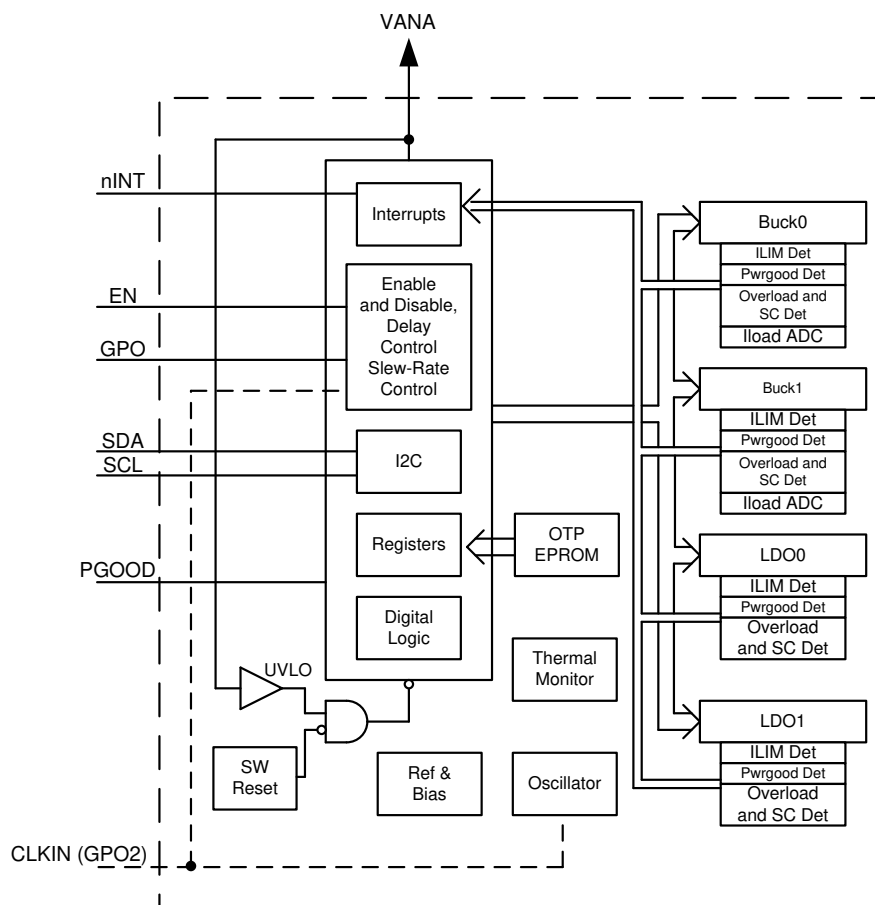 VANA
nINT
Interrupts
EN
GPO
Enable
and Disable,
Delay
Control
Slew-Rate
Control
SDA
SCL
I2C
Registers
OTP
EPROM
PGOOD
Digital
Logic
Thermal
Monitor
UVLO
SW
Reset
Ref &
Bias
Oscillator
CLKIN (GPO2)
Buck0
ILIM Det
Pwrgood Det
Overload and
SC Det
Iload ADC
Buck1
ILIM Det
Pwrgood Det
Overload and
SC Det
Iload ADC
LDO0
ILIM Det
Pwrgood Det
Overload
and SC Det
LDO1
ILIM Det
Pwrgood Det
Overload
and SC Det